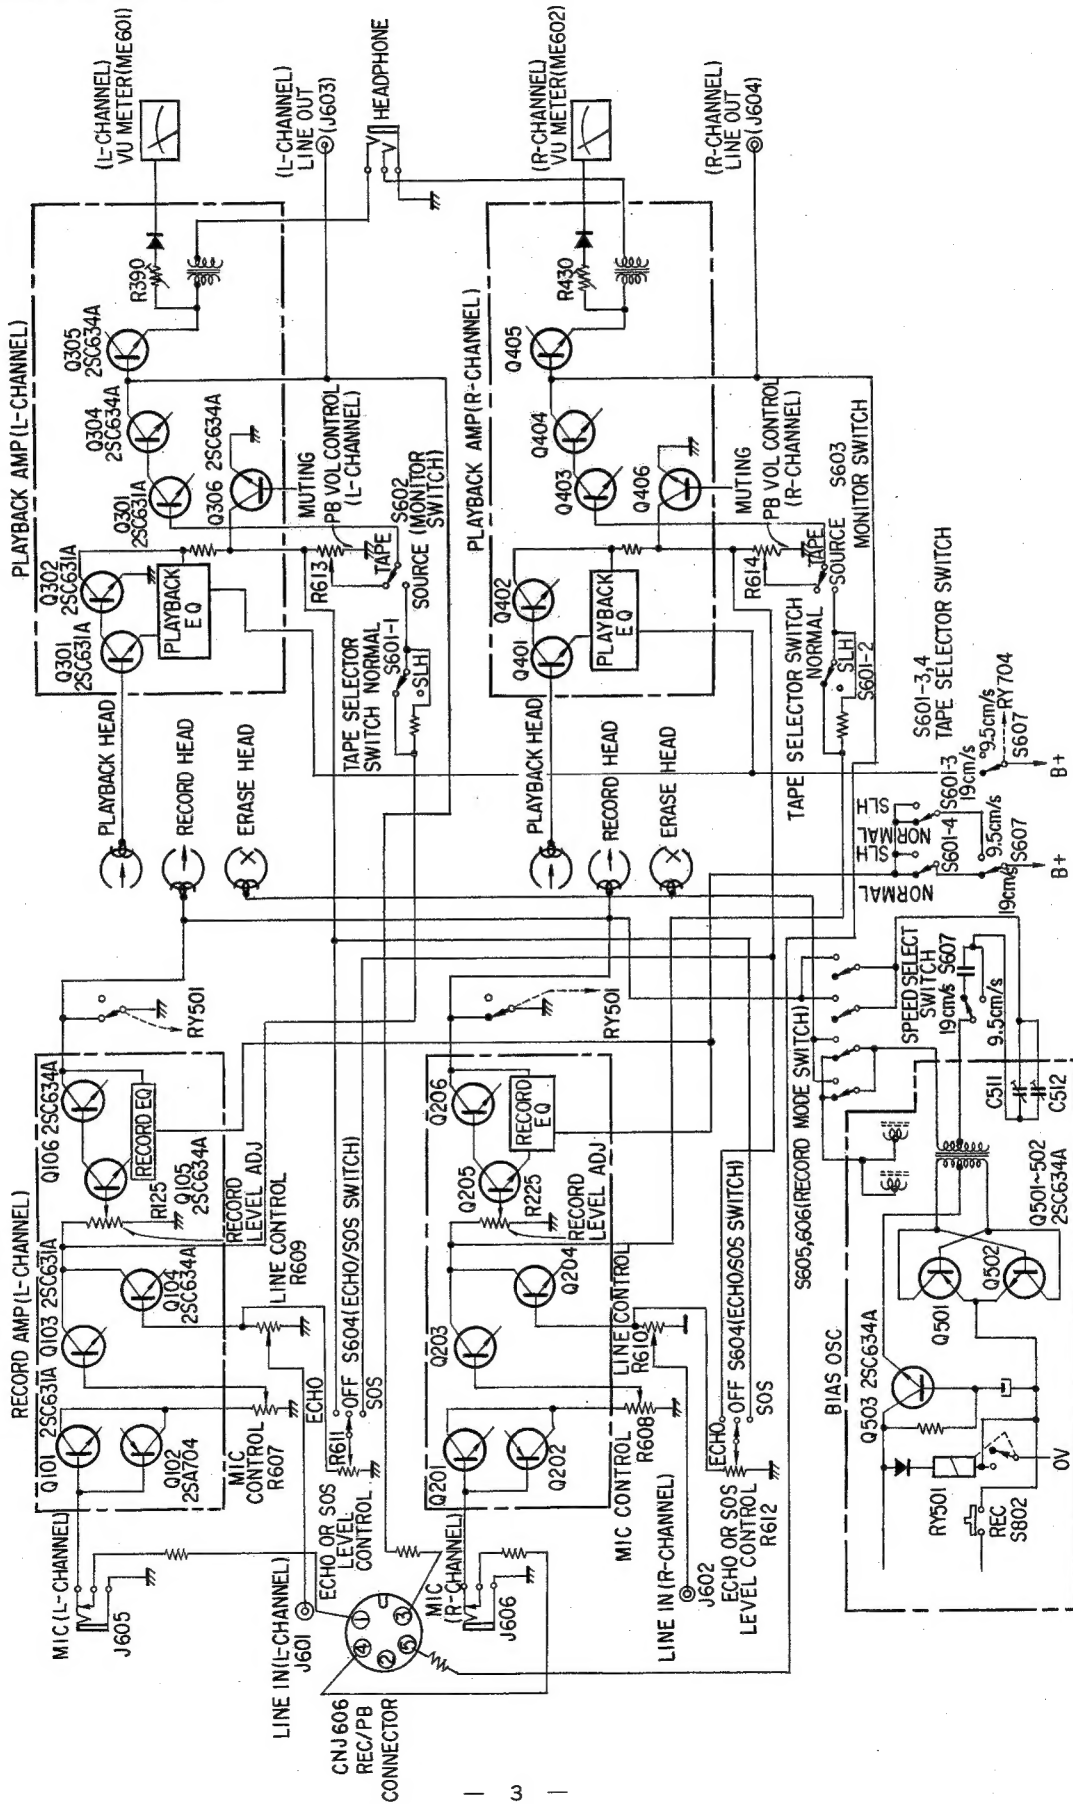 PLAYBACK AMP (L-CHANNEL)
Q301
2SC631A
Q302
2SC631A
Q301
2SC631A
Q304
2SC634A
Q305
2SC634A
Q306 2SC634A
PLAYBACK
EQ
R390
(L-CHANNEL)
VU METER(ME601)
(L-CHANNEL)
LINE OUT
(J603)
HEADPHONE
MUTING
PB VOL CONTROL
(L-CHANNEL)
R613
TAPE
SOURCE
S602
(MONITOR
SWITCH)
TAPE SELECTOR
SWITCH NORMAL
S601-1
SLH
PLAYBACK HEAD
RECORD HEAD
ERASE HEAD
PLAYBACK AMP(R-CHANNEL)
Q401
Q402
Q403
Q404
Q405
Q406
PLAYBACK
EQ
R430
(R-CHANNEL)
VU METER(ME602)
(R-CHANNEL)
LINE OUT
(J604)
MUTING
PB VOL CONTROL
(R-CHANNEL)
R614
TAPE
SOURCE
S603
MONITOR SWITCH
TAPE SELECTOR SWITCH
NORMAL
SLH
S601-2
PLAYBACK HEAD
RECORD HEAD
ERASE HEAD
S601-3,4
TAPE SELECTOR SWITCH
NORMAL
SLH
S601-4
NORMAL
SLH
S601-3
19cm/s
9.5cm/s
S607
B+
19cm/s
9.5cm/s
RY704
S607
B+
RECORD AMP(L-CHANNEL)
Q101
2SC631A
Q102
2SA704
Q103 2SC631A
Q104
2SC634A
Q105
2SC634A
Q106 2SC634A
RECORD EQ
R125
RECORD
LEVEL ADJ
RY501
MIC(L-CHANNEL)
J605
MIC
CONTROL
R607
LINE CONTROL
R609
LINE IN(L-CHANNEL)
J601
ECHO
OFF S604(ECHO/SOS SWITCH)
SOS
R611
ECHO OR SOS
LEVEL
CONTROL
CNJ606
REC/PB
CONNECTOR
1
2
3
4
5
MIC
(R-CHANNEL)
J606
Q201
Q202
Q203
Q204
Q205
Q206
RECORD
EQ
R225
RECORD
LEVEL ADJ
RY501
MIC CONTROL
R608
LINE CONTROL
R610
LINE IN(R-CHANNEL)
J602
ECHO
OFF S604(ECHO/SOS SWITCH)
SOS
ECHO OR SOS
LEVEL CONTROL
R612
S605,606(RECORD MODE SWITCH)
SPEED SELECT
SWITCH
19cm/s S607
9.5cm/s
C511
C512
BIAS OSC
Q503 2SC634A
Q501
Q502
Q501~502
2SC634A
RY501
REC
S802
0V
— 3 —